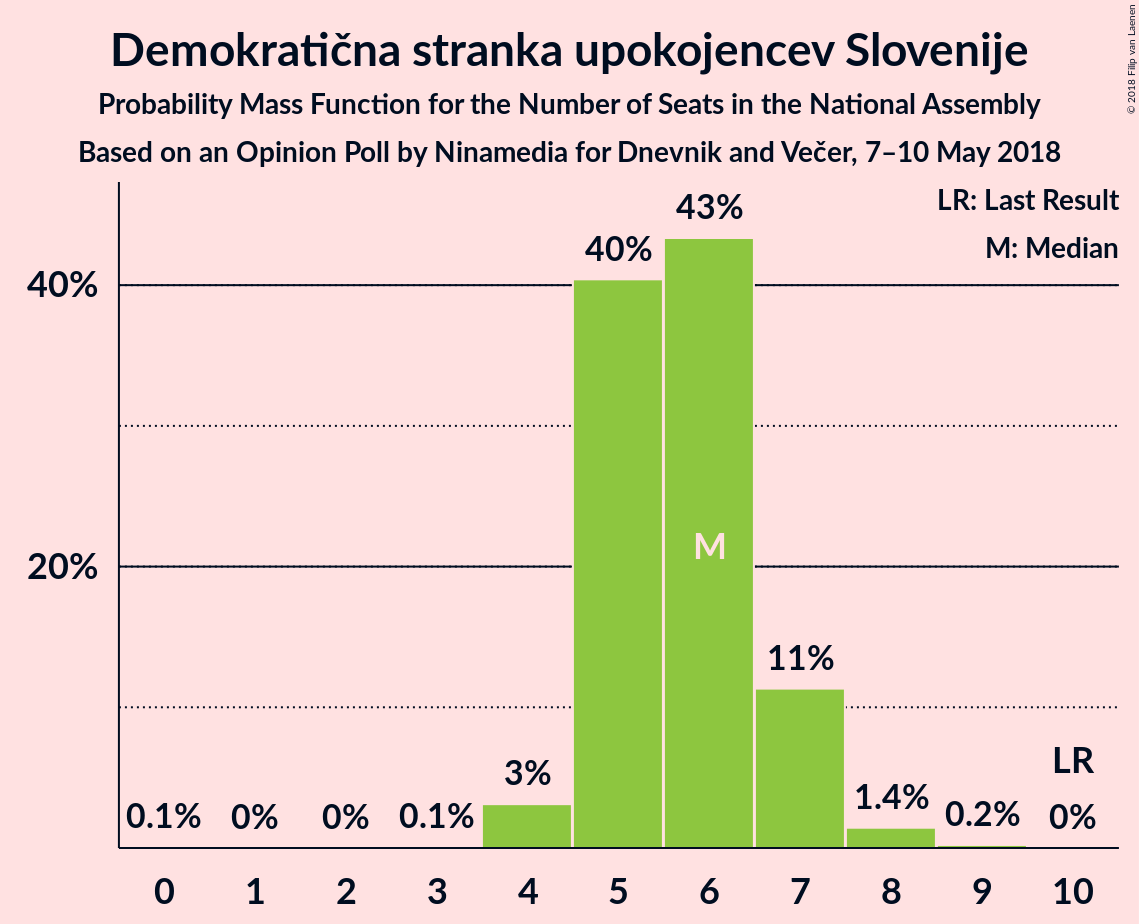 Demokratična stranka upokojencev Slovenije
Probability Mass Function for the Number of Seats in the National Assembly
Based on an Opinion Poll by Ninamedia for Dnevnik and Večer, 7–10 May 2018
© 2018 Filip van Laenen
LR: Last Result
M: Median
43%
40%
40%
M
20%
11%
LR
3%
1.4%
0.1%
0%
0%
0.1%
0.2%
0%
0 1 2 3 4 5 6 7 8 9 10